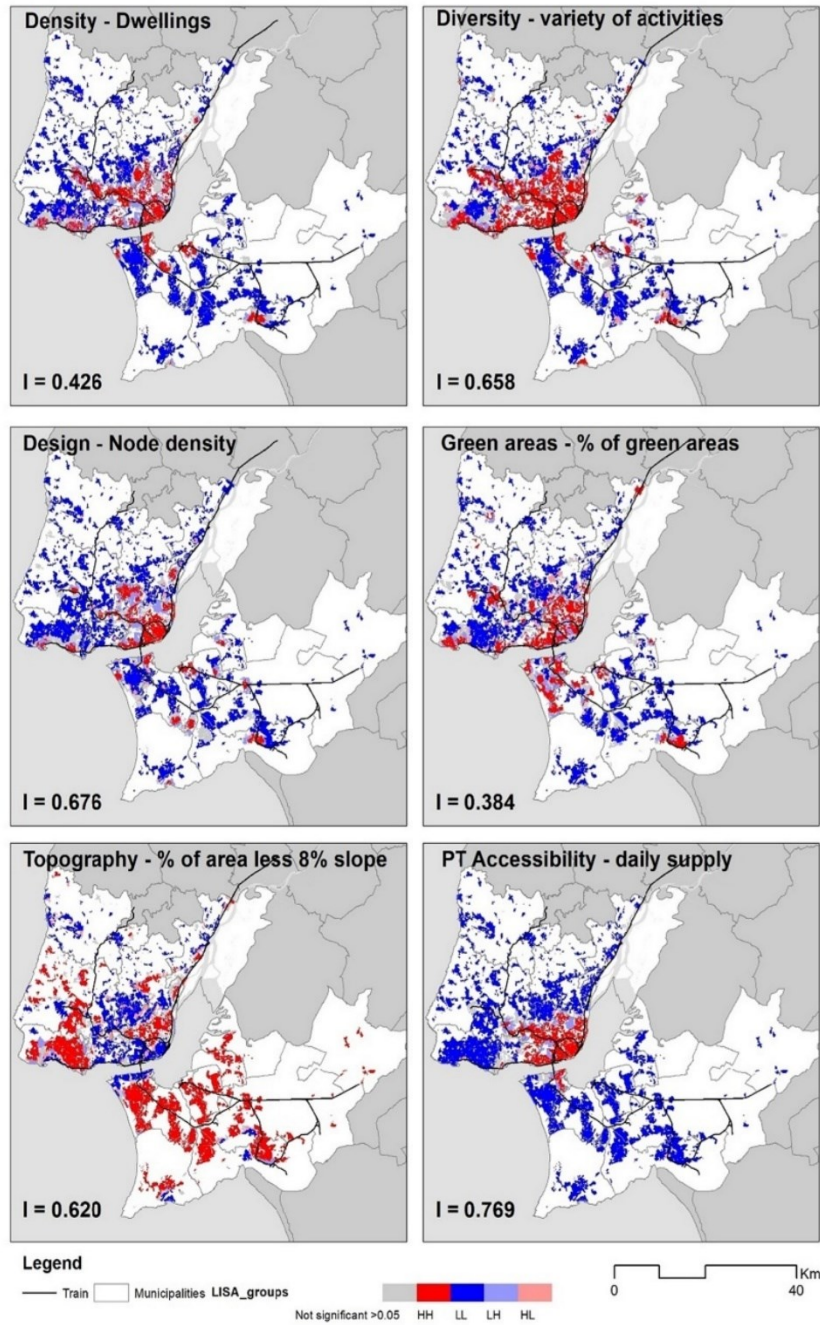 Density - Dwellings
Diversity - variety of activities
I = 0.426
I = 0.658
Design - Node density
Green areas - % of green areas
I = 0.676
I = 0.384
Topography - % of area less 8% slope
PT Accessibility - daily supply
I = 0.620
I = 0.769
Legend
Train Municipalities LISA_groups
Not significant >0.05 HH LL LH HL
Km
0 40